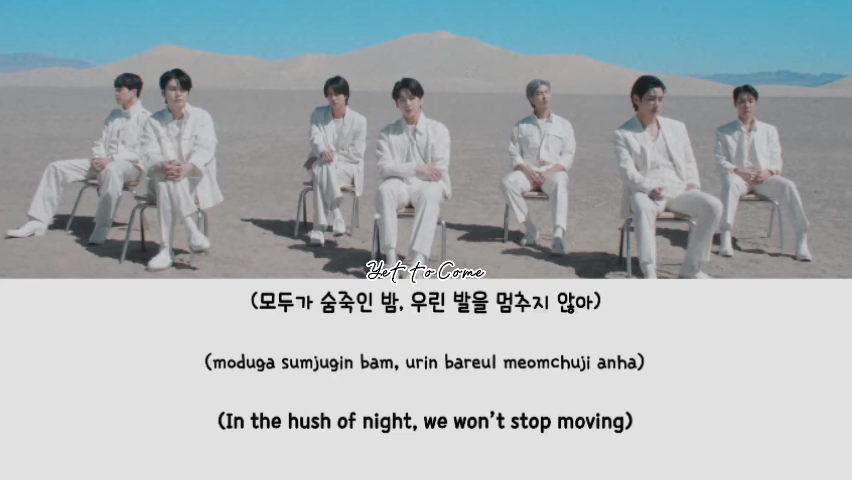 Yet to Come
(모두가 숨죽인 밤, 우린 발을 멈추지 않아)
(moduga sumjugin bam, urin bareul meomchuji anha)
(In the hush of night, we won't stop moving)